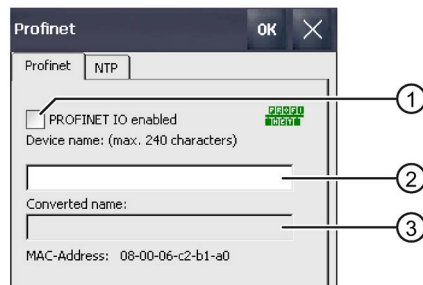 Profinet OK
Profinet NTP
PROFINET IO enabled
PROFI
NET
Device name: (max. 240 characters)
Converted name:
MAC-Address: 08-00-06-c2-b1-a0
1
2
3